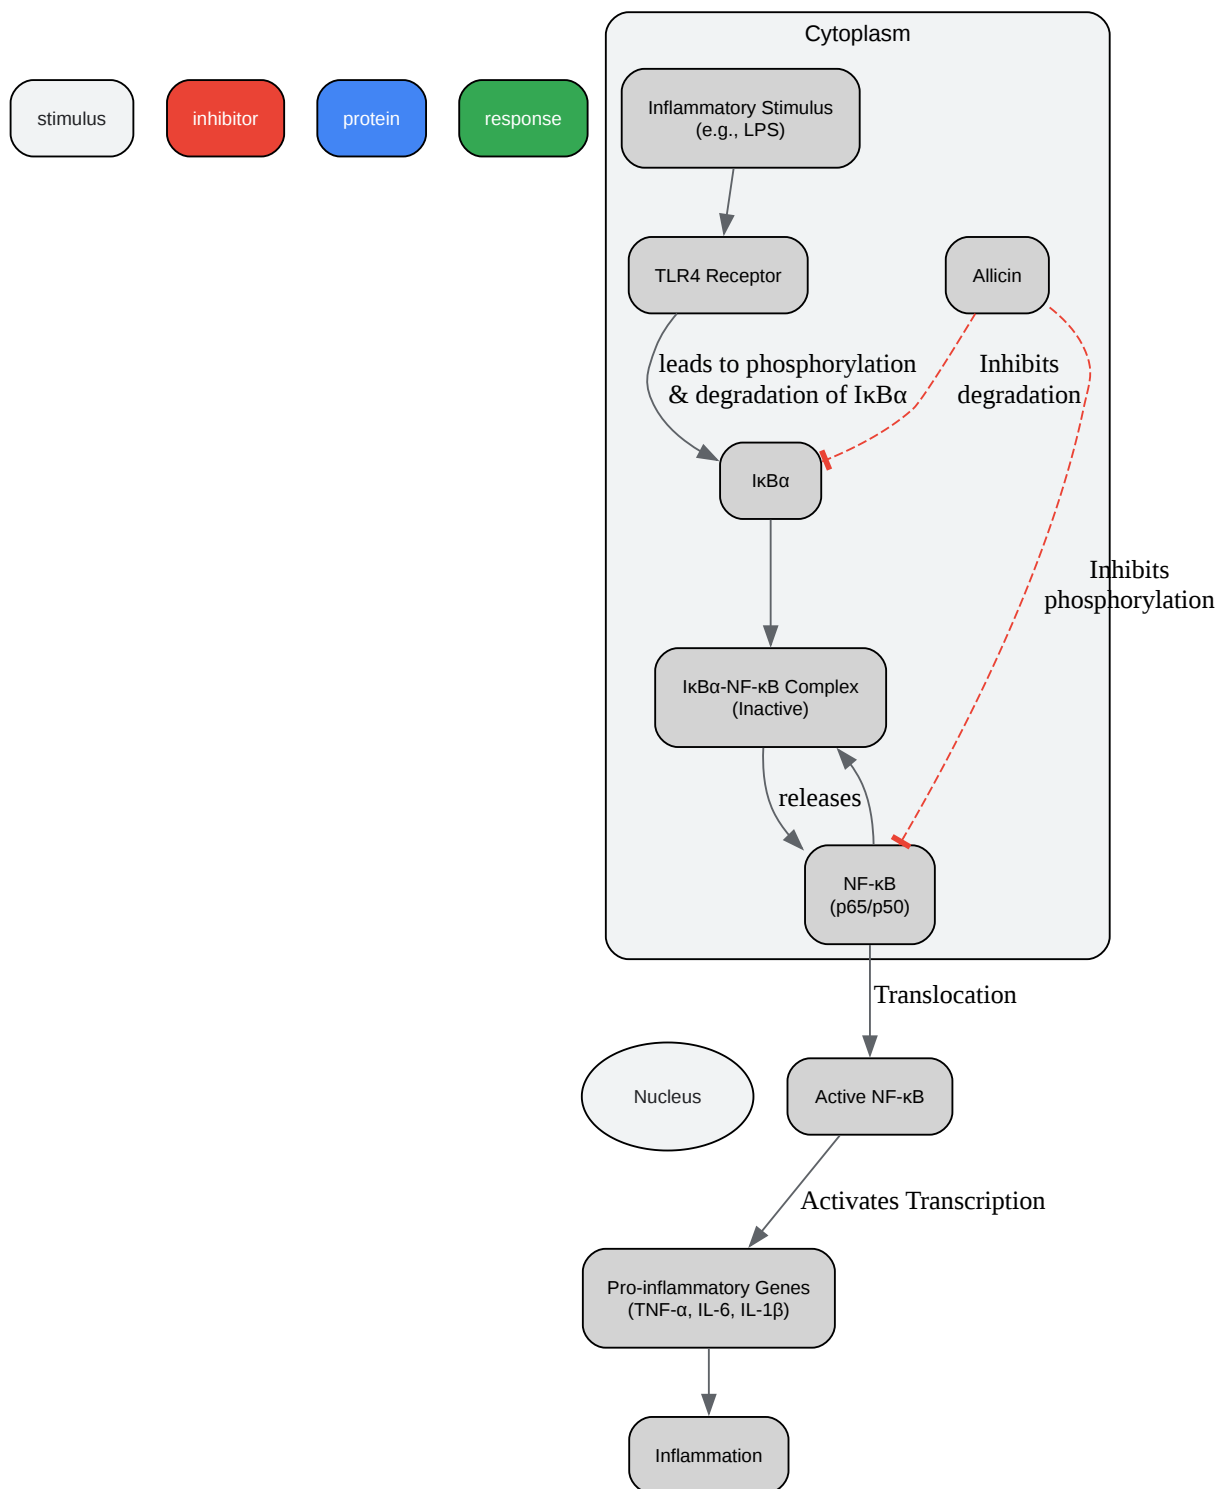 Cytoplasm
stimulus
inhibitor
protein
response
Inflammatory Stimulus
(e.g., LPS)
TLR4 Receptor
Allicin
leads to phosphorylation
& degradation of IκBα
Inhibits
degradation
IκBα
Inhibits
phosphorylation
IκBα-NF-κB Complex
(Inactive)
releases
NF-κB
(p65/p50)
Translocation
Nucleus
Active NF-κB
Activates Transcription
Pro-inflammatory Genes
(TNF-α, IL-6, IL-1β)
Inflammation